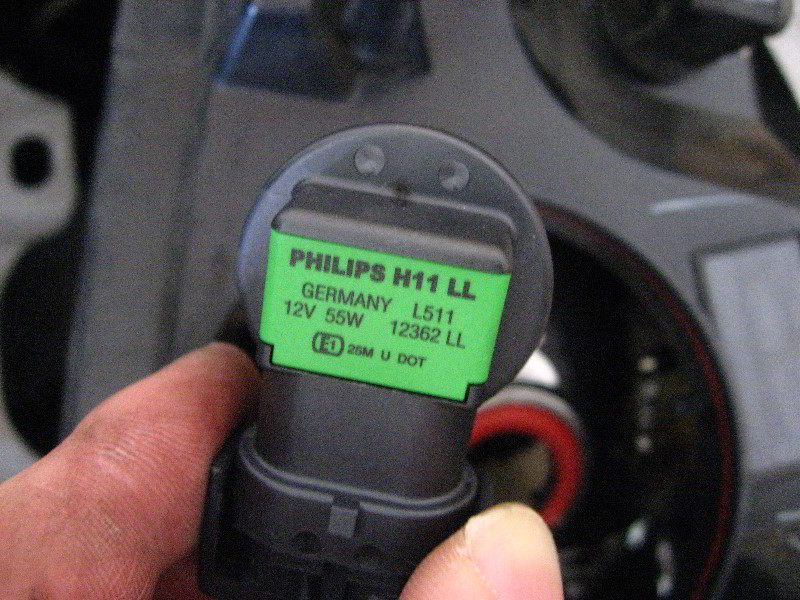 PHILIPS H11 LL
GERMANY L511
12V 55W 12362 LL
E1 25M U DOT